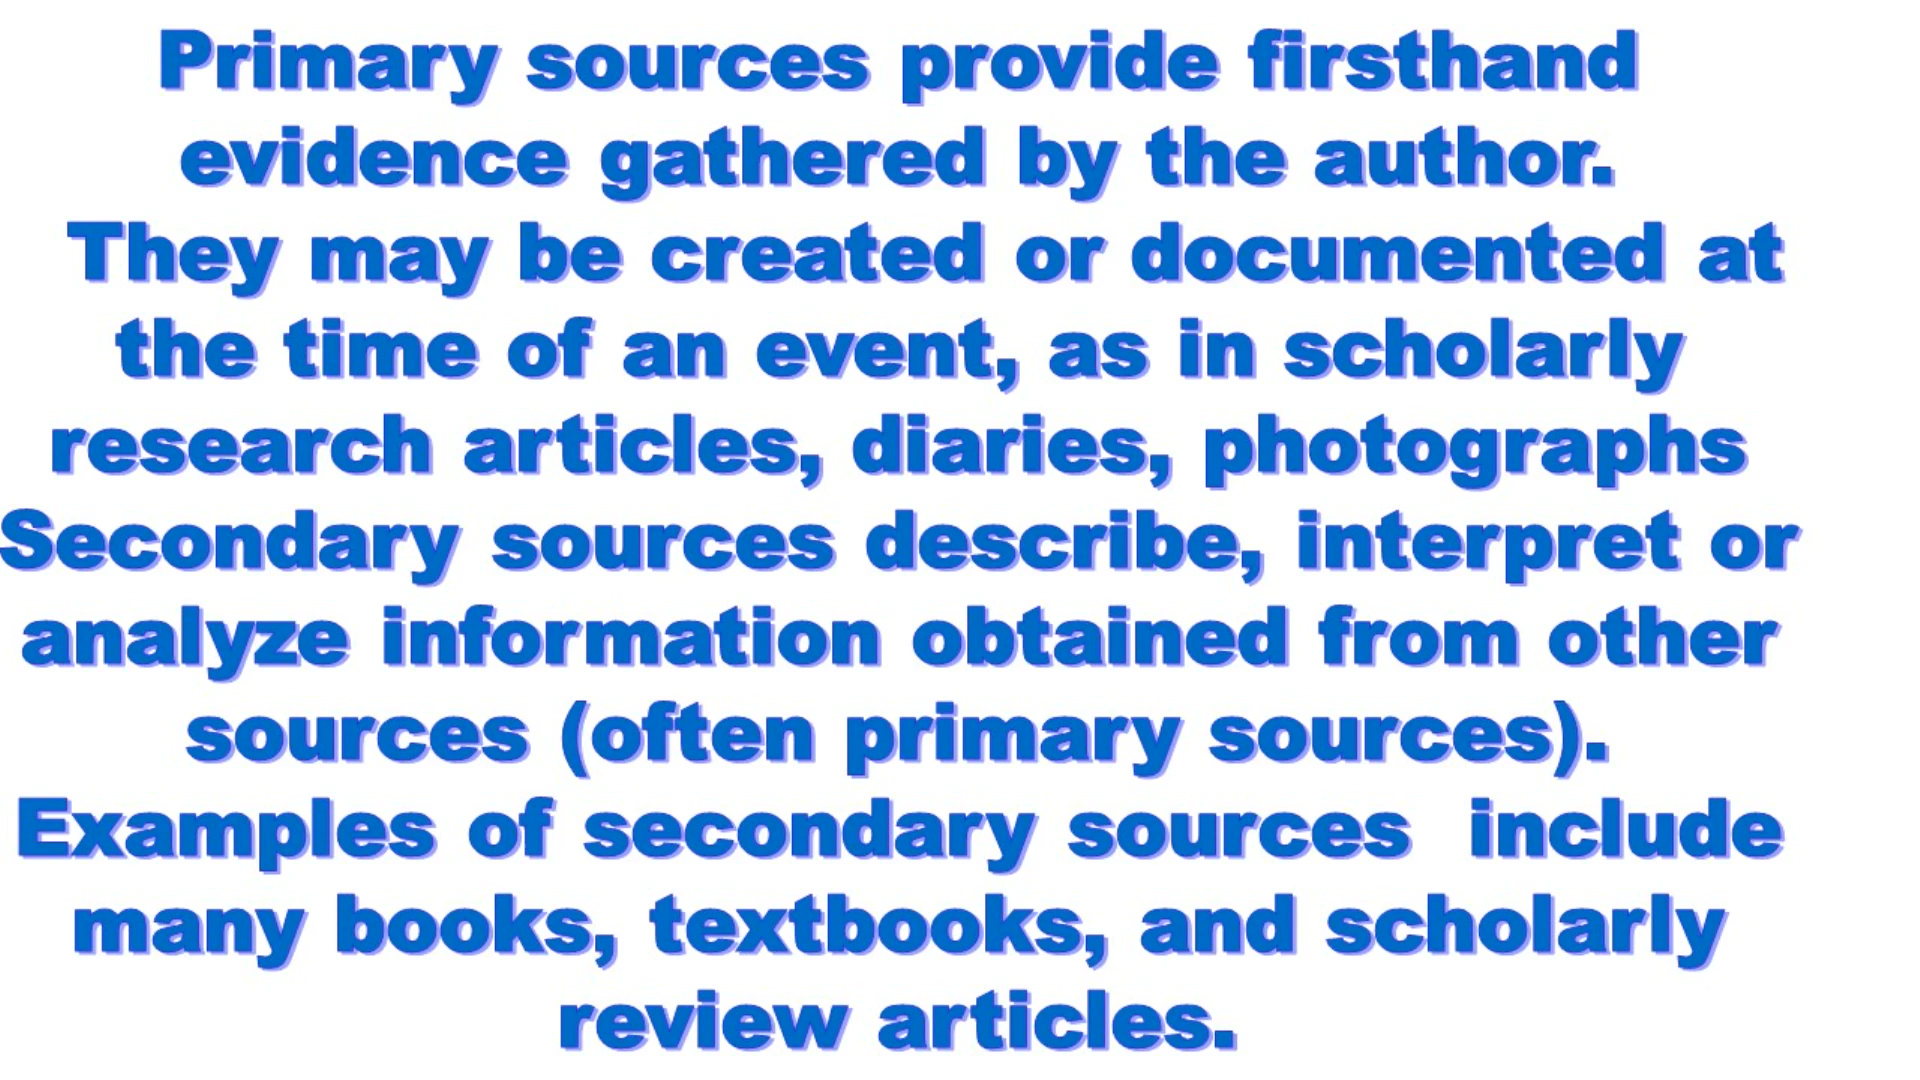 Primary sources provide firsthand
evidence gathered by the author.
They may be created or documented at
the time of an event, as in scholarly
research articles, diaries, photographs
Secondary sources describe, interpret or
analyze information obtained from other
sources (often primary sources).
Examples of secondary sources  include
many books, textbooks, and scholarly
review articles.